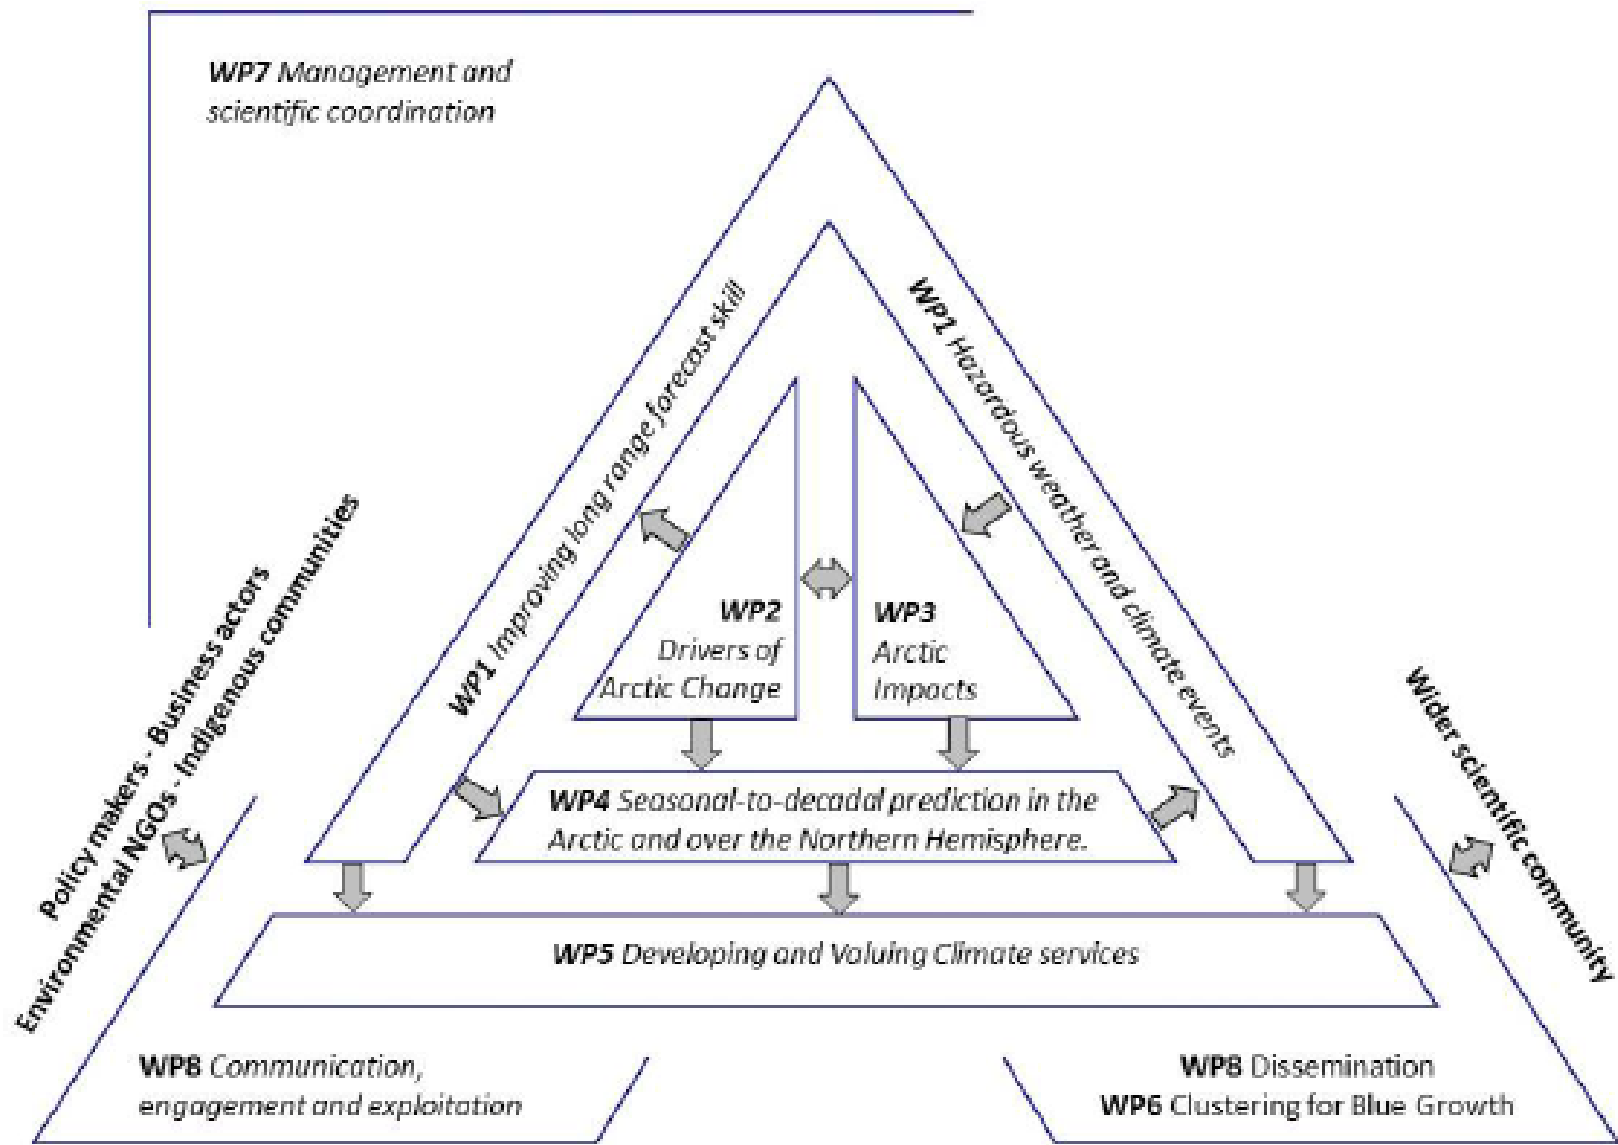 WP7 Management and
scientific coordination
WP1 Improving long range forecast skill
WP1 Hazardous weather and climate events
WP2
Drivers of
Arctic Change
WP3
Arctic
Impacts
Policy makers - Business actors
Environmental NGOs - Indigenous communities
Wider scientific community
WP4 Seasonal-to-decadal prediction in the
Arctic and over the Northern Hemisphere.
WP5 Developing and Valuing Climate services
WP8 Communication,
engagement and exploitation
WP8 Dissemination
WP6 Clustering for Blue Growth